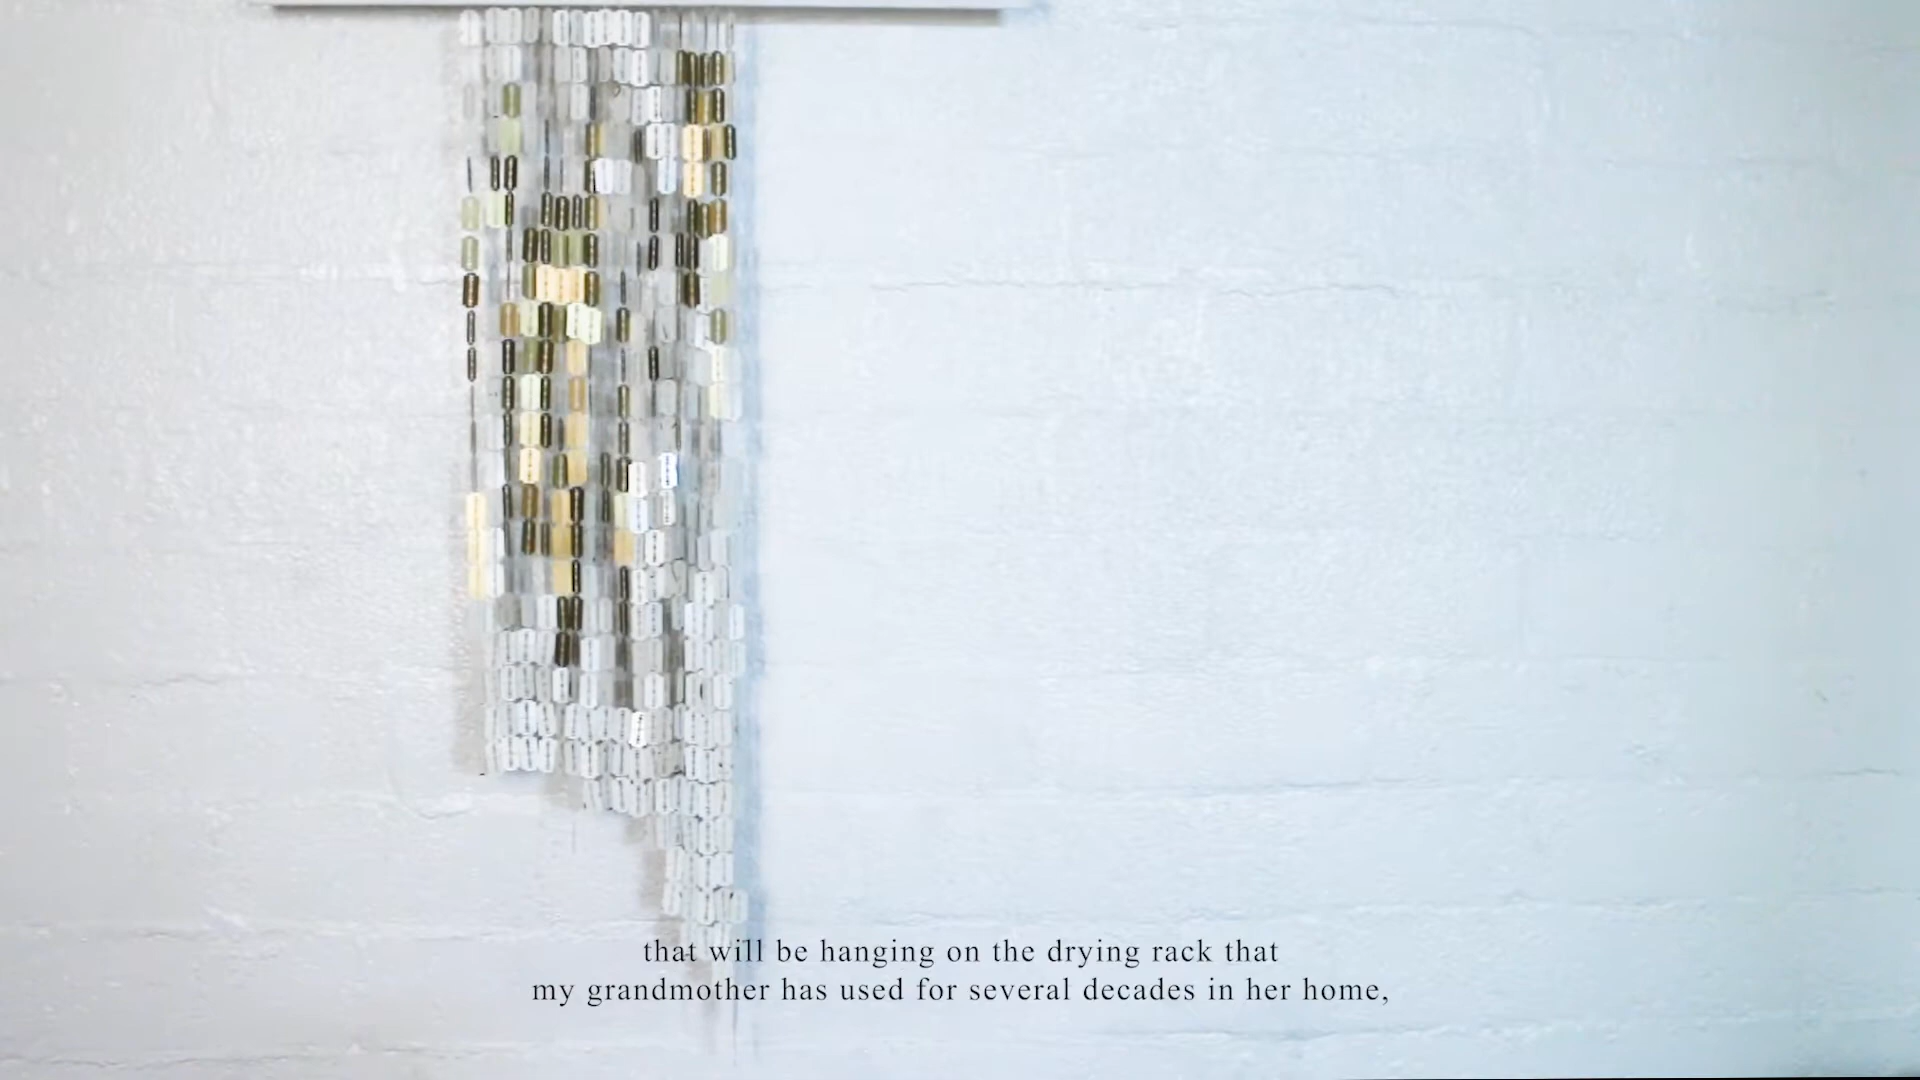 that will be hanging on the drying rack that
my grandmother has used for several decades in her home,